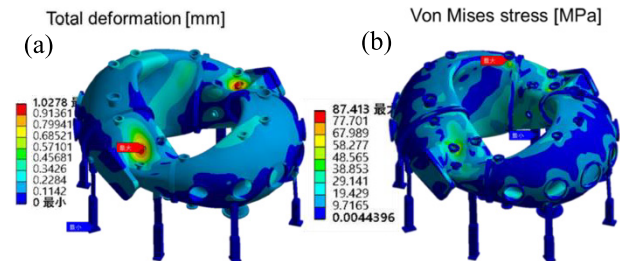 Total deformation [mm]
Von Mises stress [MPa]
(a)
(b)
1.0278 最
0.91361
0.79941
0.68521
0.57101
0.45681
0.3426
0.2284
0.1142
0 最小
最大
最小
87.413 最大
77.701
67.989
58.277
48.565
38.853
29.141
19.429
9.7165
0.0044396
最大
最小